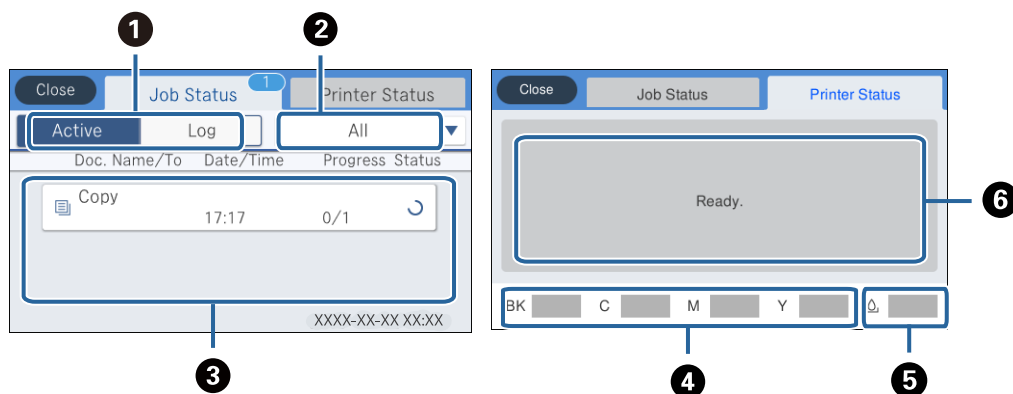 1 2
Close Job Status 1 Printer Status
Active Log All
Doc. Name/To Date/Time Progress Status
Copy
17:17 0/1
XXXX-XX-XX XX:XX
3
Close Job Status Printer Status
Ready.
6
BK C M Y
4 5